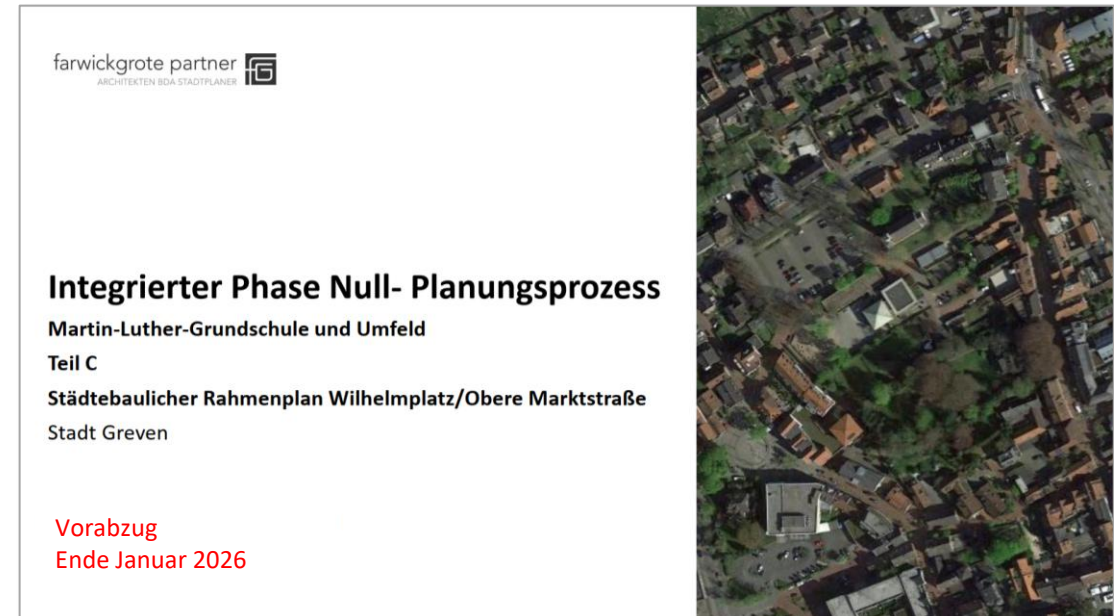 farwickgrote partner
ARCHITEKTEN BDA STADTPLANER
Integrierter Phase Null- Planungsprozess
Martin-Luther-Grundschule und Umfeld
Teil C
Städtebaulicher Rahmenplan Wilhelmplatz/Obere Marktstraße
Stadt Greven
Vorabzug
Ende Januar 2026